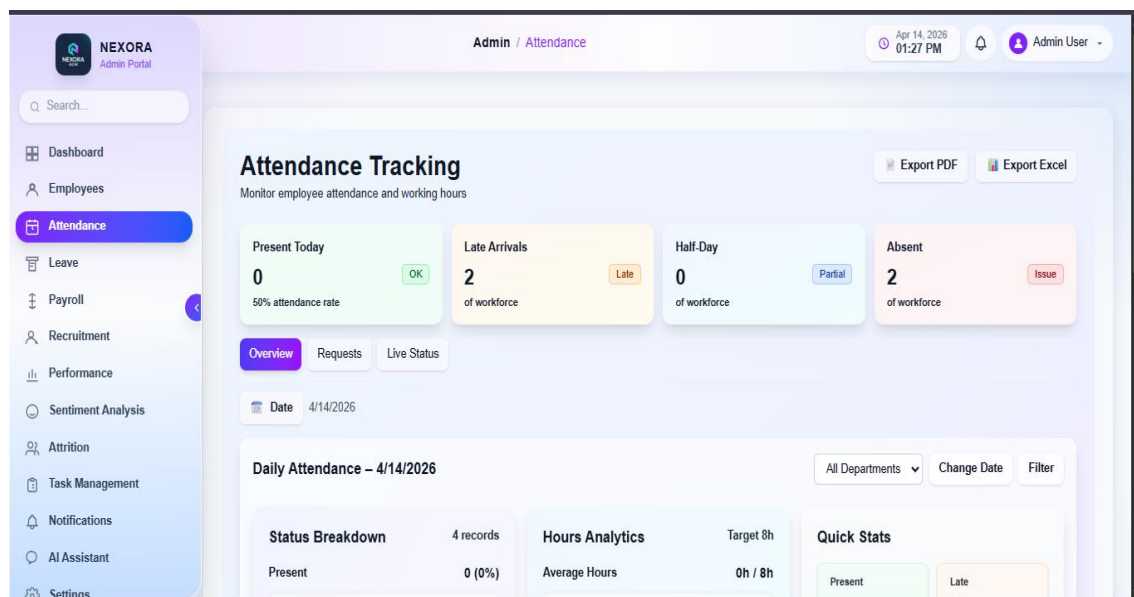 NEXORA
Admin Portal
NEXORA
Search...
Dashboard
Employees
Attendance
Leave
Payroll
Recruitment
Performance
Sentiment Analysis
Attrition
Task Management
Notifications
AI Assistant
Settings
Admin / Attendance
Apr 14, 2026
01:27 PM
Admin User
Attendance Tracking
Monitor employee attendance and working hours
Export PDF
Export Excel
Present Today
0
OK
50% attendance rate
Late Arrivals
2
Late
of workforce
Half-Day
0
Partial
of workforce
Absent
2
Issue
of workforce
Overview
Requests
Live Status
Date 4/14/2026
Daily Attendance – 4/14/2026
All Departments
Change Date
Filter
Status Breakdown
4 records
Present
0 (0%)
Hours Analytics
Target 8h
Average Hours
0h / 8h
Quick Stats
Present
Late